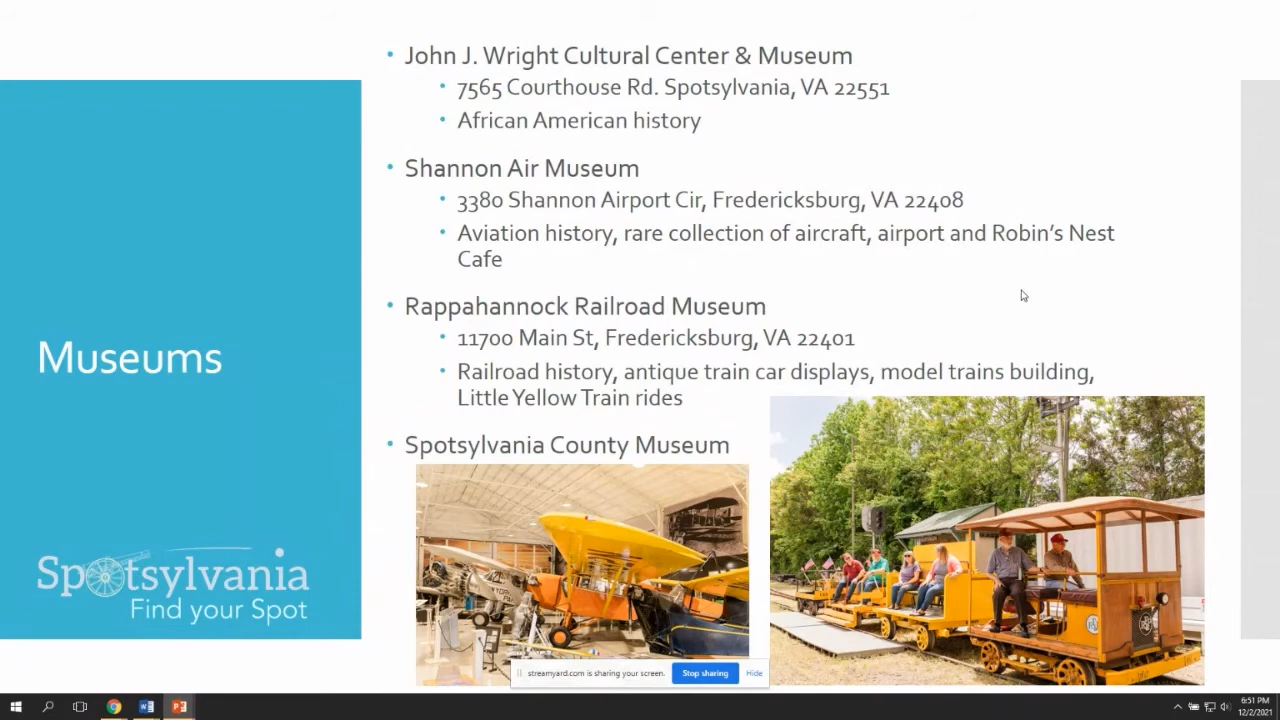 John J. Wright Cultural Center & Museum
7565 Courthouse Rd. Spotsylvania, VA 22551
African American history
Shannon Air Museum
3380 Shannon Airport Cir, Fredericksburg, VA 22408
Aviation history, rare collection of aircraft, airport and Robin's Nest
Cafe
Rappahannock Railroad Museum
11700 Main St, Fredericksburg, VA 22401
Railroad history, antique train car displays, model trains building,
Little Yellow Train rides
Spotsylvania County Museum
Museums
Spotsylvania
Find your Spot
streamyard.com is sharing your screen.
Stop sharing
Hide
6:51 PM
12/2/2021